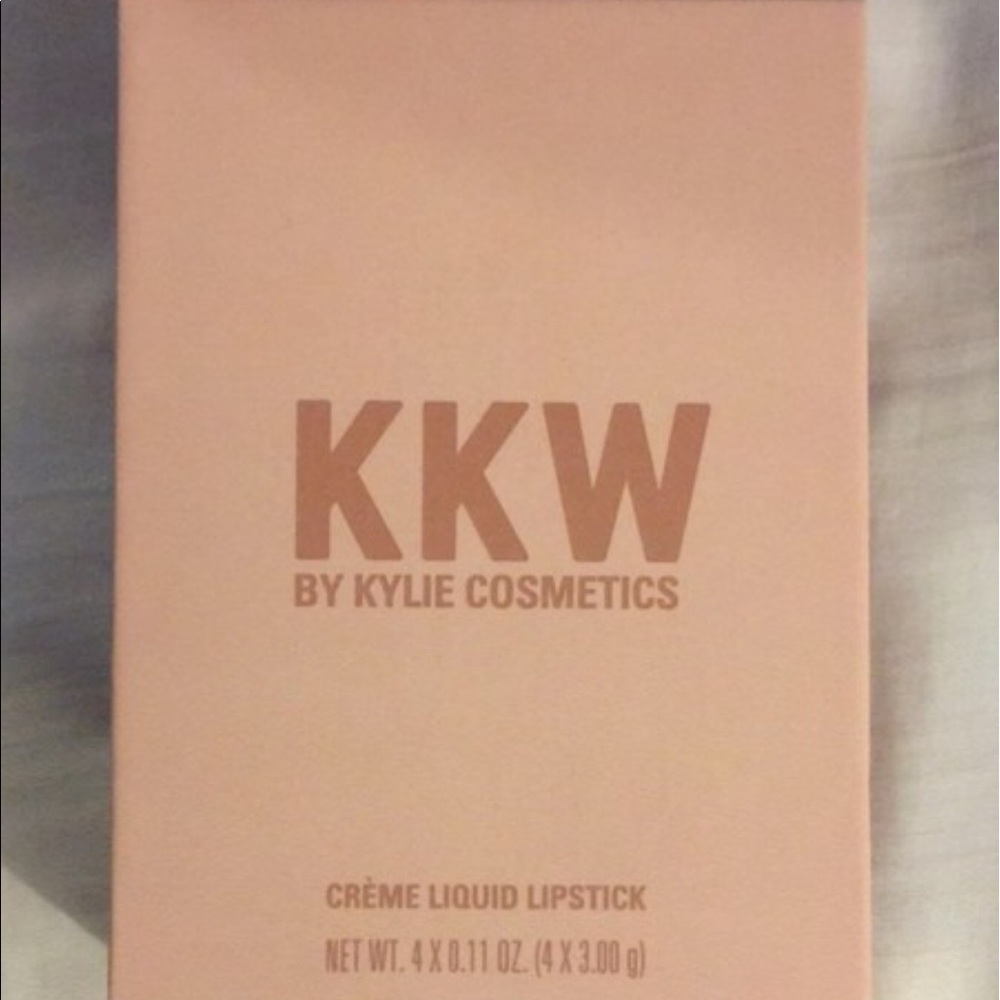 KKW
BY KYLIE COSMETICS
CRÈME LIQUID LIPSTICK
NET WT. 4 X 0.11 OZ. (4 X 3.00 g)